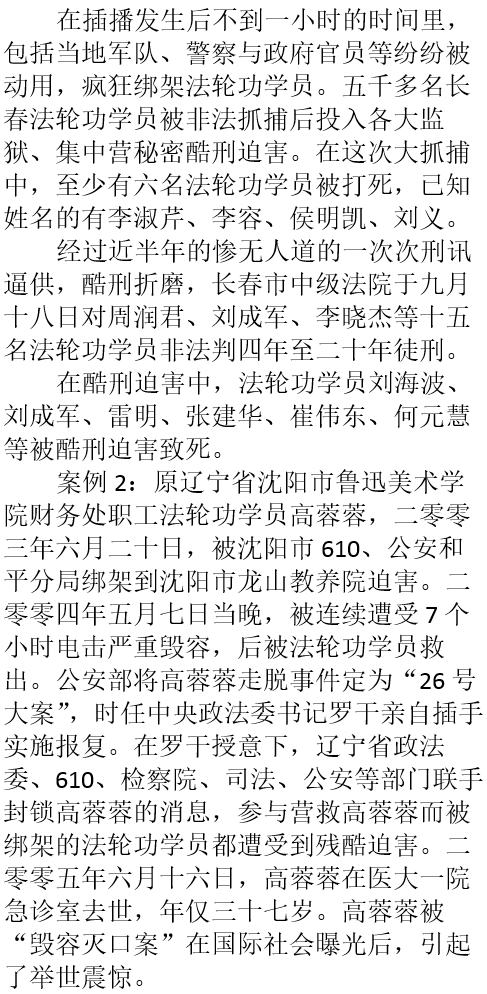 在插播发生后不到一小时的时间里，
包括当地军队、警察与政府官员等纷纷被
动用，疯狂绑架法轮功学员。五千多名长
春法轮功学员被非法抓捕后投入各大监
狱、集中营秘密酷刑迫害。在这次大抓捕
中，至少有六名法轮功学员被打死，已知
姓名的有李淑芹、李容、侯明凯、刘义。
经过近半年的惨无人道的一次次刑讯
逼供，酷刑折磨，长春市中级法院于九月
十八日对周润君、刘成军、李晓杰等十五
名法轮功学员非法判四年至二十年徒刑。
在酷刑迫害中，法轮功学员刘海波、
刘成军、雷明、张建华、崔伟东、何元慧
等被酷刑迫害致死。
案例 2：原辽宁省沈阳市鲁迅美术学
院财务处职工法轮功学员高蓉蓉，二零零
三年六月二十日，被沈阳市 610、公安和
平分局绑架到沈阳市龙山教养院迫害。二
零零四年五月七日当晚，被连续遭受 7 个
小时电击严重毁容，后被法轮功学员救
出。公安部将高蓉蓉走脱事件定为“26 号
大案”，时任中央政法委书记罗干亲自插手
实施报复。在罗干授意下，辽宁省政法
委、610、检察院、司法、公安等部门联手
封锁高蓉蓉的消息，参与营救高蓉蓉而被
绑架的法轮功学员都遭受到残酷迫害。二
零零五年六月十六日，高蓉蓉在医大一院
急诊室去世，年仅三十七岁。高蓉蓉被
“毁容灭口案”在国际社会曝光后，引起
了举世震惊。